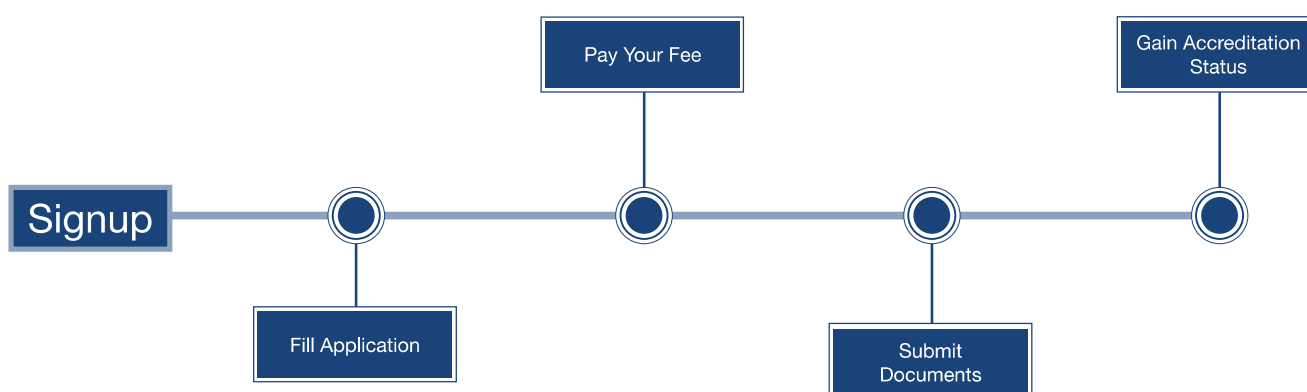 Signup
Fill Application
Pay Your Fee
Submit
Documents
Gain Accreditation
Status